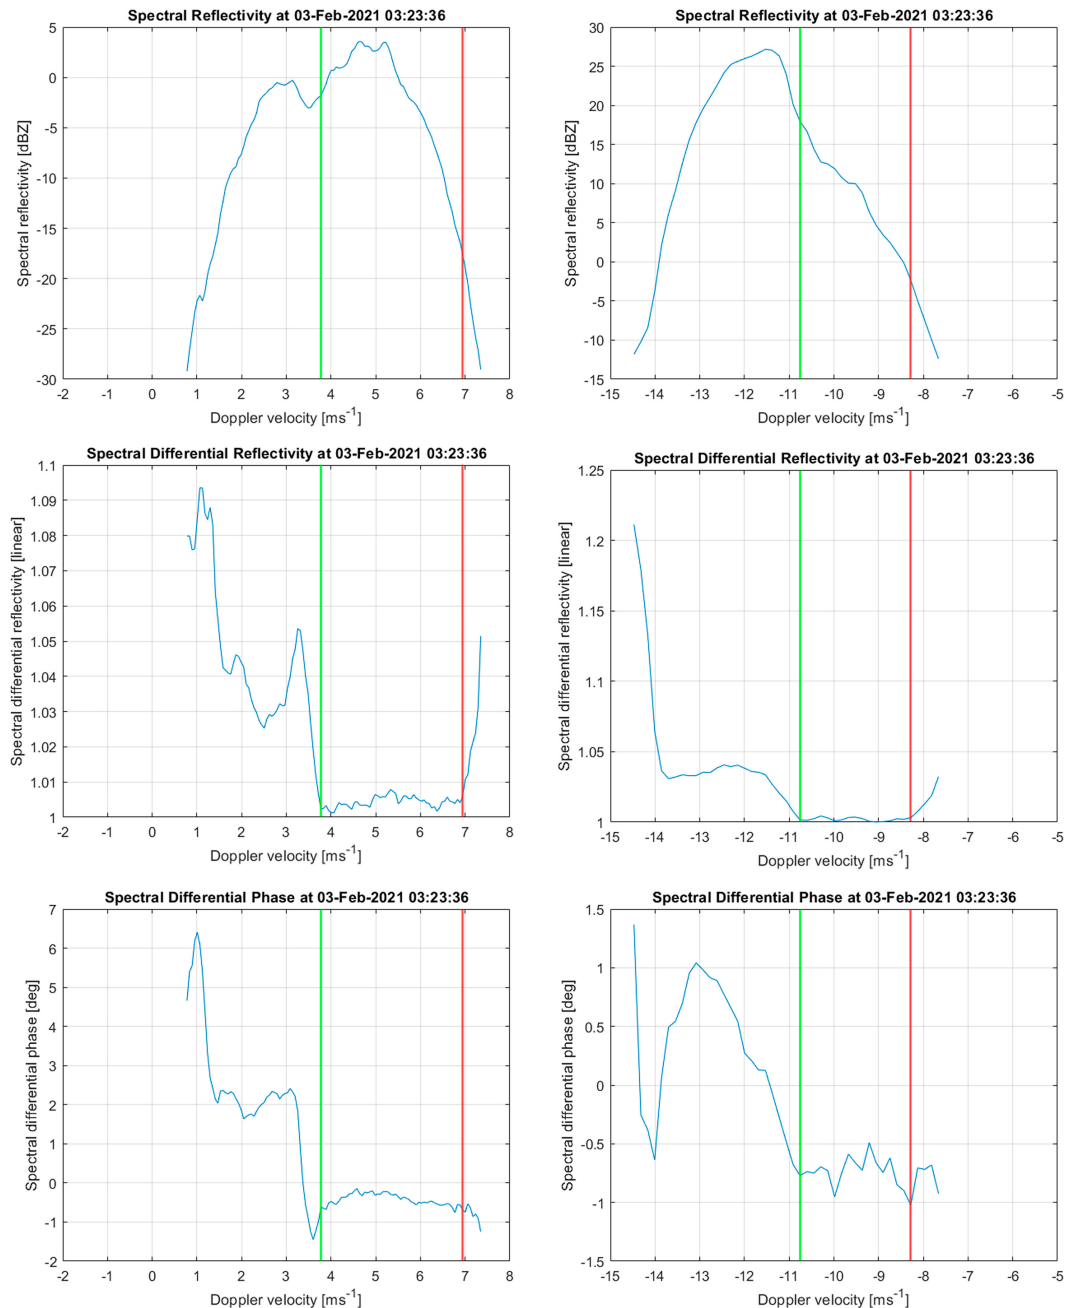 Spectral Reflectivity at 03-Feb-2021 03:23:36
5
0
-5
-10
-15
-20
-25
-30
Spectral reflectivity [dBZ]
-2 -1 0 1 2 3 4 5 6 7 8
Doppler velocity [ms⁻¹]
Spectral Reflectivity at 03-Feb-2021 03:23:36
30
25
20
15
10
5
0
-5
-10
-15
Spectral reflectivity [dBZ]
-15 -14 -13 -12 -11 -10 -9 -8 -7 -6 -5
Doppler velocity [ms⁻¹]
Spectral Differential Reflectivity at 03-Feb-2021 03:23:36
1.1
1.09
1.08
1.07
1.06
1.05
1.04
1.03
1.02
1.01
1
Spectral differential reflectivity [linear]
-2 -1 0 1 2 3 4 5 6 7 8
Doppler velocity [ms⁻¹]
Spectral Differential Reflectivity at 03-Feb-2021 03:23:36
1.25
1.2
1.15
1.1
1.05
1
Spectral differential reflectivity [linear]
-15 -14 -13 -12 -11 -10 -9 -8 -7 -6 -5
Doppler velocity [ms⁻¹]
Spectral Differential Phase at 03-Feb-2021 03:23:36
7
6
5
4
3
2
1
0
-1
-2
Spectral differential phase [deg]
-2 -1 0 1 2 3 4 5 6 7 8
Doppler velocity [ms⁻¹]
Spectral Differential Phase at 03-Feb-2021 03:23:36
1.5
1
0.5
0
-0.5
-1
-1.5
Spectral differential phase [deg]
-15 -14 -13 -12 -11 -10 -9 -8 -7 -6 -5
Doppler velocity [ms⁻¹]